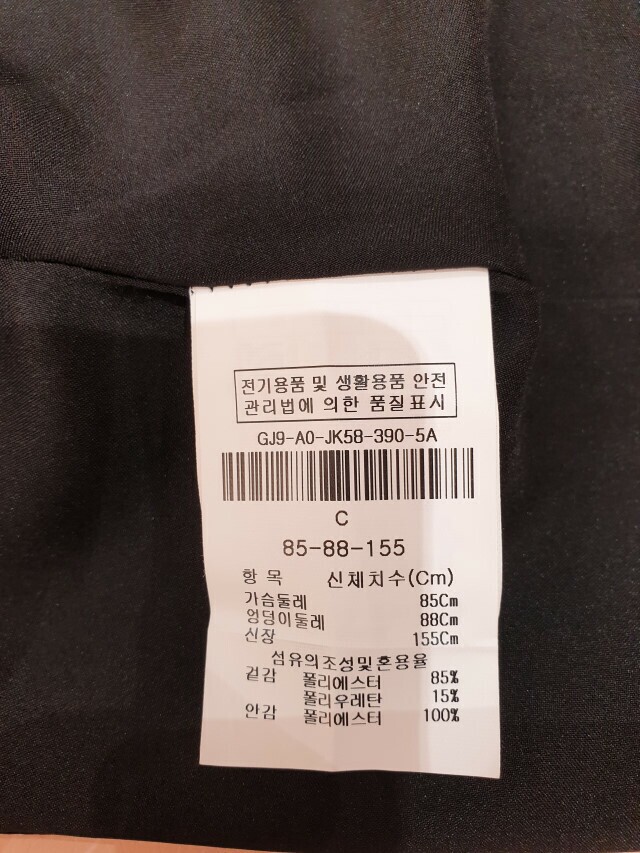 전기용품 및 생활용품 안전
관리법에 의한 품질표시
GJ9-A0-JK58-390-5A
C
85-88-155
항 목 신체치수(Cm)
가슴둘레 85Cm
엉덩이둘레 88Cm
신장 155Cm
섬유의조성및혼용율
겉감 폴리에스터 85%
폴리우레탄 15%
안감 폴리에스터 100%